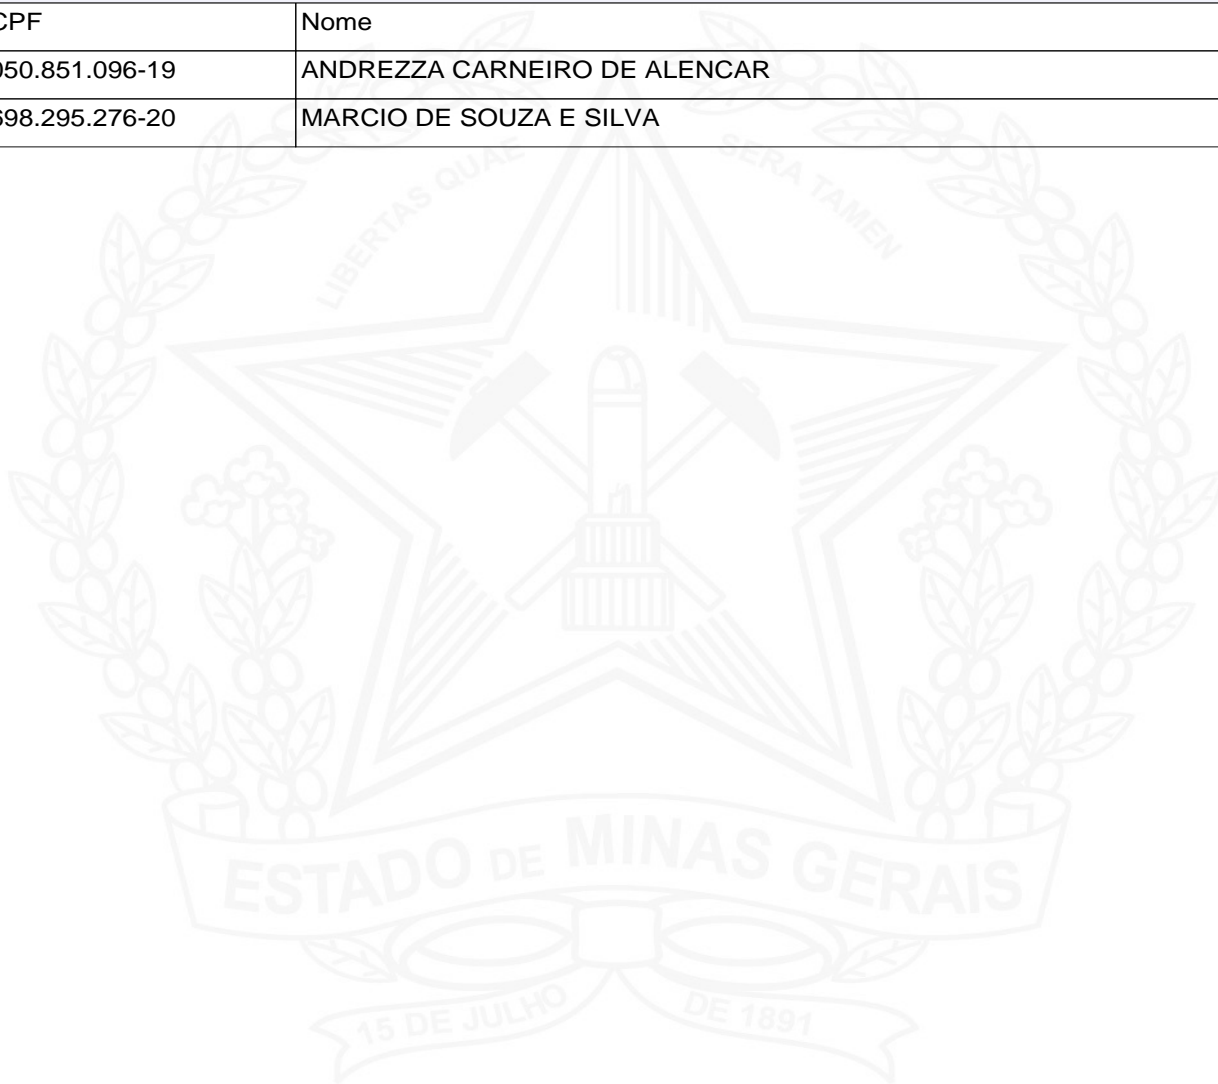 CPF Nome
050.851.096-19 ANDREZZA CARNEIRO DE ALENCAR
698.295.276-20 MARCIO DE SOUZA E SILVA
LIBERTAS QUAE SERA TAMEN
ESTADO DE MINAS GERAIS
15 DE JULHO DE 1891